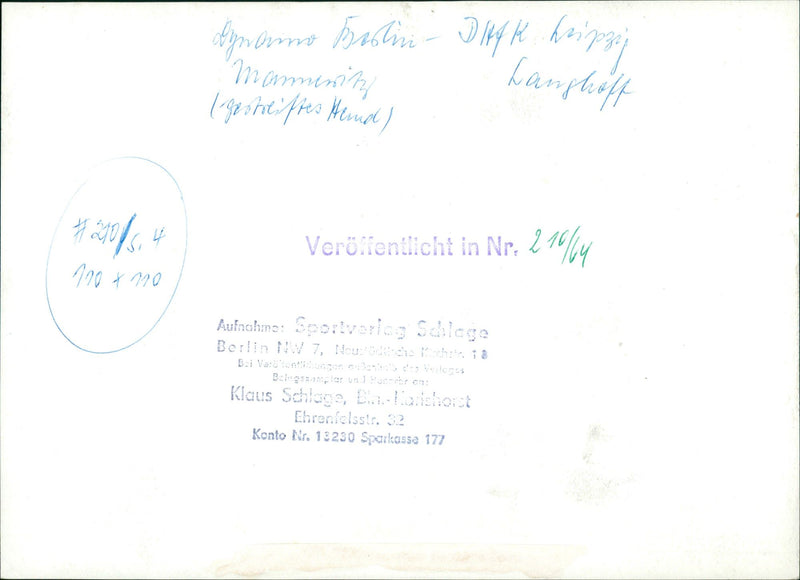 Dynamo Berlin - DHfK Leipzig
Mannewitz Langhoff
(gestreiftes Hemd)
# 210/S. 4
110 x 110
Veröffentlicht in Nr. 210/64
Aufnahme: Sportverlag Schlage
Berlin NW 7, Neustädtische Kirchstr. 18
Bei Veröffentlichungen außerhalb des Verlages
Belegexemplar und Honorar an:
Klaus Schlage, Bln.-Karlshorst
Ehrenfelsstr. 32
Konto Nr. 13230 Sparkasse 177